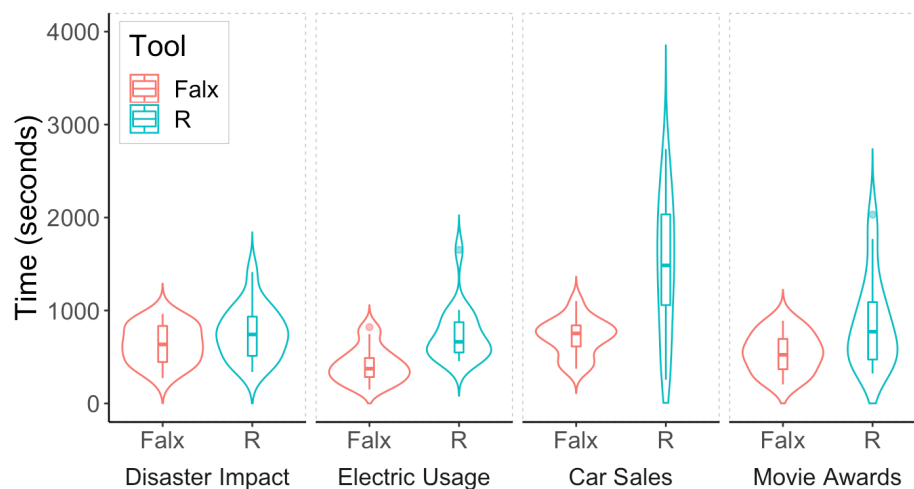 Time (seconds)
4000
3000
2000
1000
0
Tool
Falx
R
Falx R Falx R Falx R Falx R
Disaster Impact Electric Usage Car Sales Movie Awards